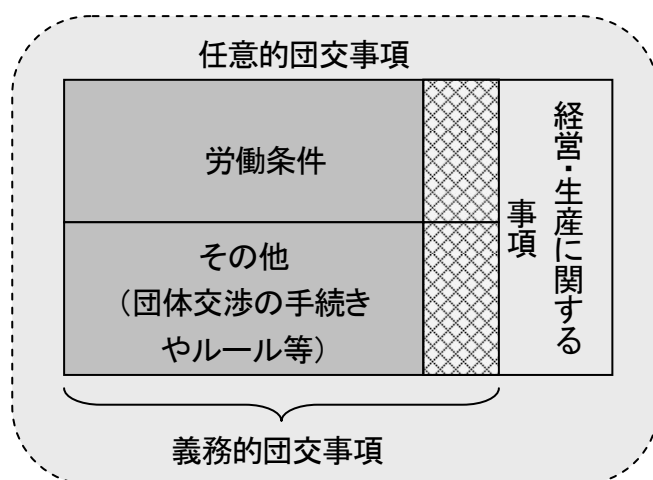 任意的団交事項
労働条件
その他
（団体交渉の手続き
やルール等）
経営・生産に関する
事項
義務的団交事項